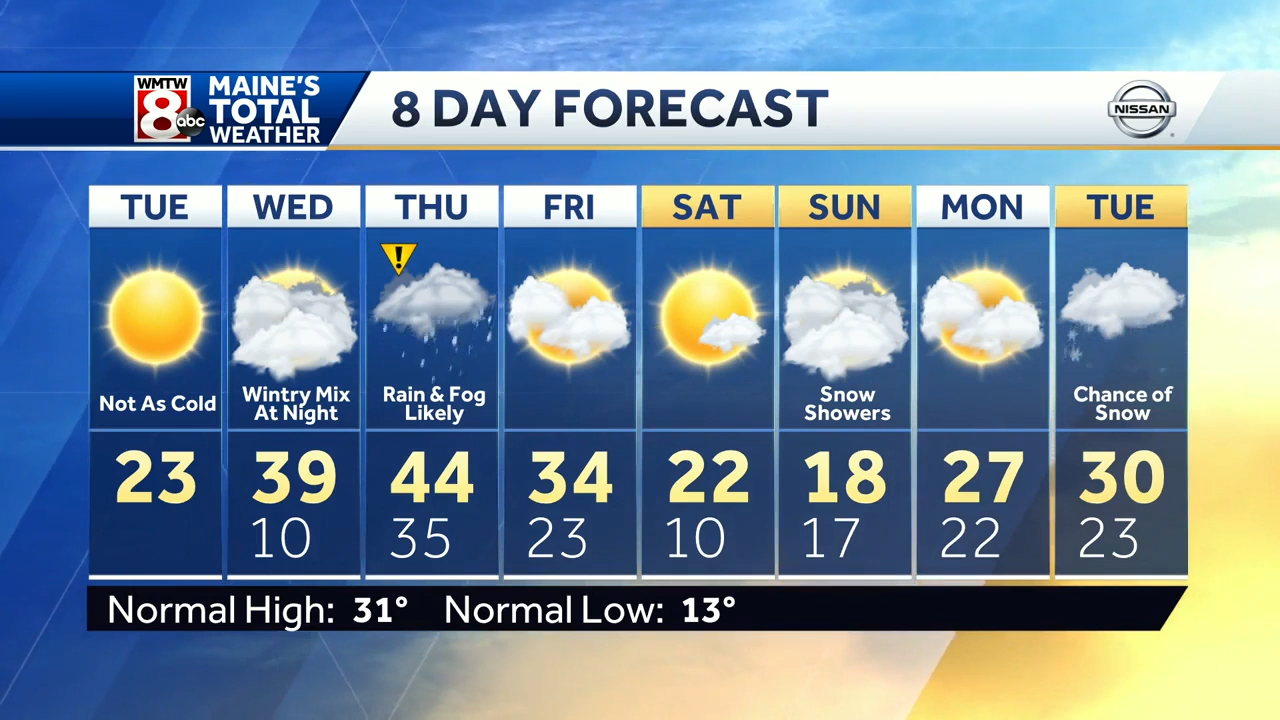 WMTW
8
abc
MAINE'S
TOTAL
WEATHER
8 DAY FORECAST
NISSAN
TUE
WED
THU
FRI
SAT
SUN
MON
TUE
!
Not As Cold
Wintry Mix
At Night
Rain & Fog
Likely
Snow
Showers
Chance of
Snow
23
39
44
34
22
18
27
30
10
35
23
10
17
22
23
Normal High: 31° Normal Low: 13°